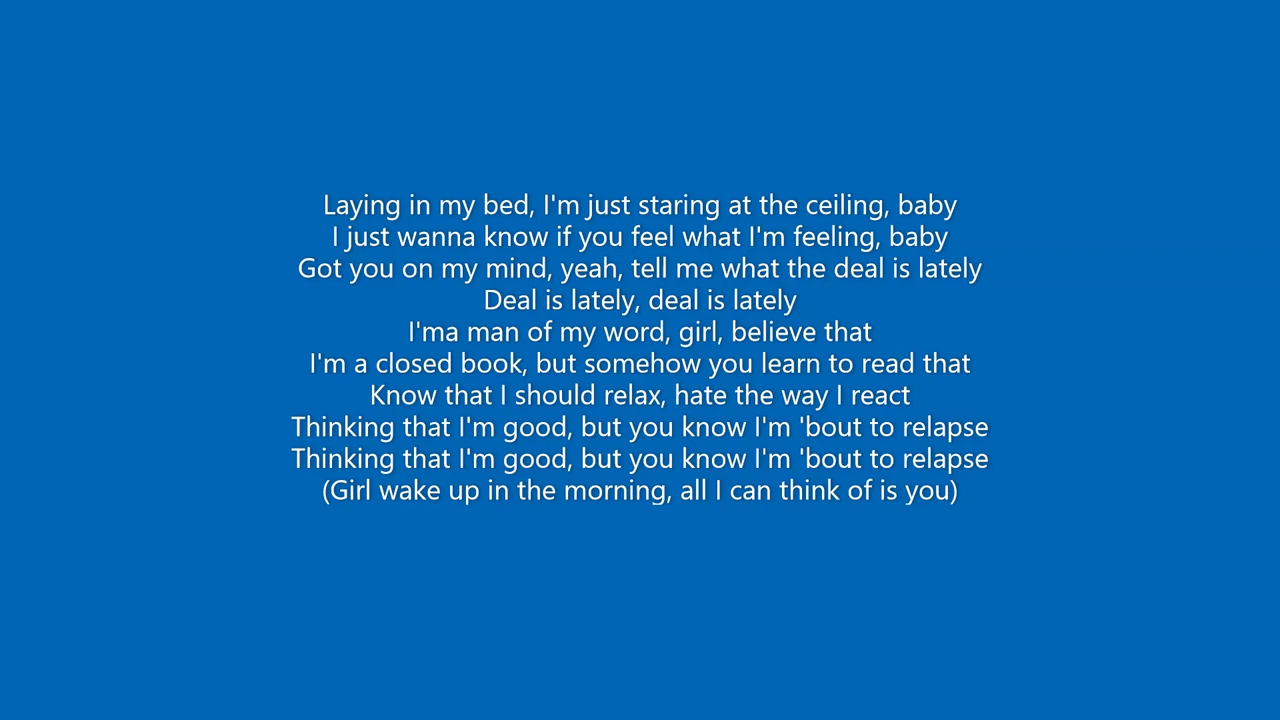 Laying in my bed, I'm just staring at the ceiling, baby
I just wanna know if you feel what I'm feeling, baby
Got you on my mind, yeah, tell me what the deal is lately
Deal is lately, deal is lately
I'ma man of my word, girl, believe that
I'm a closed book, but somehow you learn to read that
Know that I should relax, hate the way I react
Thinking that I'm good, but you know I'm 'bout to relapse
Thinking that I'm good, but you know I'm 'bout to relapse
(Girl wake up in the morning, all I can think of is you)